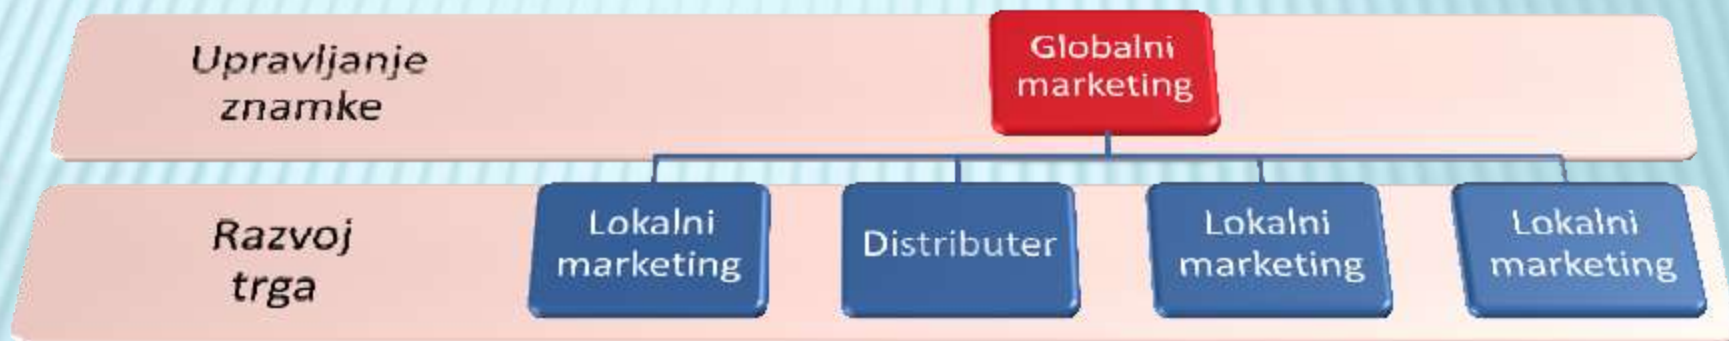 Upravljanje
znamke
Globalni
marketing
Razvoj
trga
Lokalni
marketing
Distributer
Lokalni
marketing
Lokalni
marketing